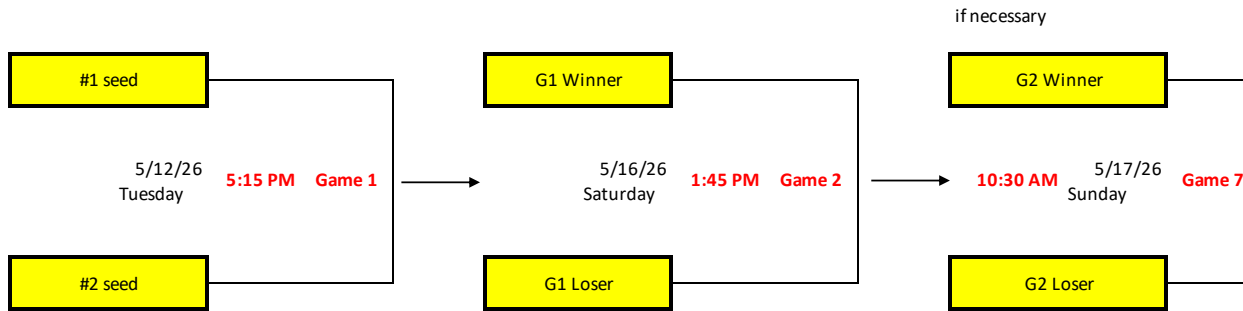 if necessary
#1 seed
G1 Winner
G2 Winner
5/12/26 5:15 PM Game 1
Tuesday
5/16/26 1:45 PM Game 2
Saturday
10:30 AM 5/17/26 Game 7
Sunday
#2 seed
G1 Loser
G2 Loser